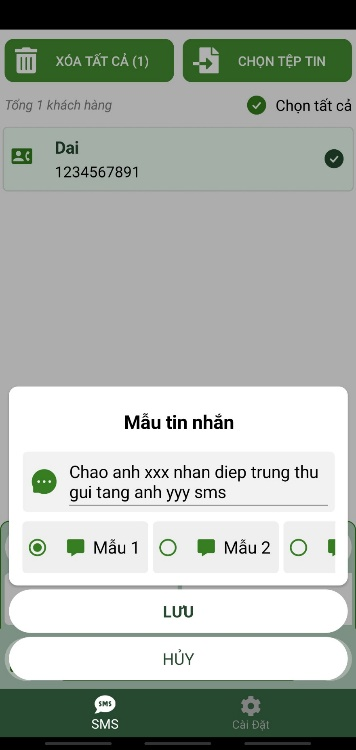 XÓA TẤT CẢ (1)
CHỌN TỆP TIN
Tổng 1 khách hàng
Chọn tất cả
Dai
1234567891
Mẫu tin nhắn
Chao anh xxx nhan diep trung thu
gui tang anh yyy sms
Mẫu 1
Mẫu 2
LƯU
HỦY
SMS
SMS
Cài Đặt